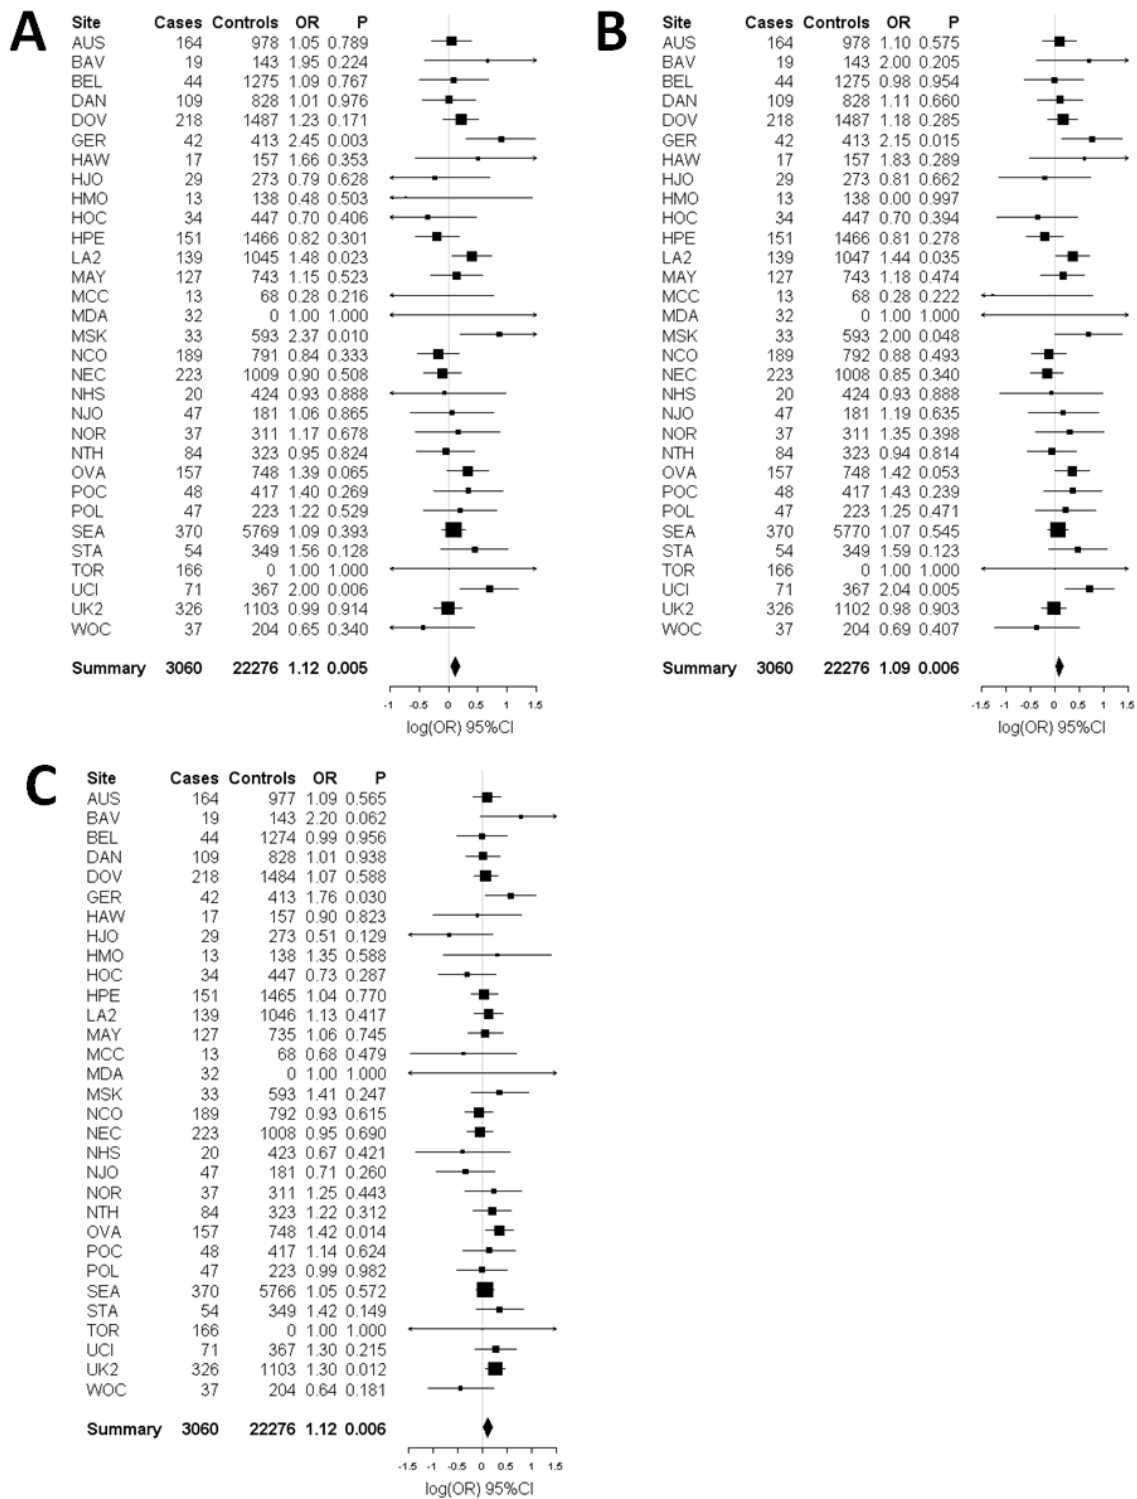 A
Site Cases Controls OR P
AUS 164 978 1.05 0.789
BAV 19 143 1.95 0.224
BEL 44 1275 1.09 0.767
DAN 109 828 1.01 0.976
DOV 218 1487 1.23 0.171
GER 42 413 2.45 0.003
HAW 17 157 1.66 0.353
HJO 29 273 0.79 0.628
HMO 13 138 0.48 0.503
HOC 34 447 0.70 0.406
HPE 151 1466 0.82 0.301
LA2 139 1045 1.48 0.023
MAY 127 743 1.15 0.523
MCC 13 68 0.28 0.216
MDA 32 0 1.00 1.000
MSK 33 593 2.37 0.010
NCO 189 791 0.84 0.333
NEC 223 1009 0.90 0.508
NHS 20 424 0.93 0.888
NJO 47 181 1.06 0.865
NOR 37 311 1.17 0.678
NTH 84 323 0.95 0.824
OVA 157 748 1.39 0.065
POC 48 417 1.40 0.269
POL 47 223 1.22 0.529
SEA 370 5769 1.09 0.393
STA 54 349 1.56 0.128
TOR 166 0 1.00 1.000
UCI 71 367 2.00 0.006
UK2 326 1103 0.99 0.914
WOC 37 204 0.65 0.340
Summary 3060 22276 1.12 0.005
-1 -0.5 0 0.5 1 1.5
log(OR) 95%CI
B
Site Cases Controls OR P
AUS 164 978 1.10 0.575
BAV 19 143 2.00 0.205
BEL 44 1275 0.98 0.954
DAN 109 828 1.11 0.660
DOV 218 1487 1.18 0.285
GER 42 413 2.15 0.015
HAW 17 157 1.83 0.289
HJO 29 273 0.81 0.662
HMO 13 138 0.00 0.997
HOC 34 447 0.70 0.394
HPE 151 1466 0.81 0.278
LA2 139 1047 1.44 0.035
MAY 127 743 1.18 0.474
MCC 13 68 0.28 0.222
MDA 32 0 1.00 1.000
MSK 33 593 2.00 0.048
NCO 189 792 0.88 0.493
NEC 223 1008 0.85 0.340
NHS 20 424 0.93 0.888
NJO 47 181 1.19 0.635
NOR 37 311 1.35 0.398
NTH 84 323 0.94 0.814
OVA 157 748 1.42 0.053
POC 48 417 1.43 0.239
POL 47 223 1.25 0.471
SEA 370 5770 1.07 0.545
STA 54 349 1.59 0.123
TOR 166 0 1.00 1.000
UCI 71 367 2.04 0.005
UK2 326 1102 0.98 0.903
WOC 37 204 0.69 0.407
Summary 3060 22276 1.09 0.006
-1.5 -1 -0.5 0 0.5 1 1.5
log(OR) 95%CI
C
Site Cases Controls OR P
AUS 164 977 1.09 0.565
BAV 19 143 2.20 0.062
BEL 44 1274 0.99 0.956
DAN 109 828 1.01 0.938
DOV 218 1484 1.07 0.588
GER 42 413 1.76 0.030
HAW 17 157 0.90 0.823
HJO 29 273 0.51 0.129
HMO 13 138 1.35 0.588
HOC 34 447 0.73 0.287
HPE 151 1465 1.04 0.770
LA2 139 1046 1.13 0.417
MAY 127 735 1.06 0.745
MCC 13 68 0.68 0.479
MDA 32 0 1.00 1.000
MSK 33 593 1.41 0.247
NCO 189 792 0.93 0.615
NEC 223 1008 0.95 0.690
NHS 20 423 0.67 0.421
NJO 47 181 0.71 0.260
NOR 37 311 1.25 0.443
NTH 84 323 1.22 0.312
OVA 157 748 1.42 0.014
POC 48 417 1.14 0.624
POL 47 223 0.99 0.982
SEA 370 5766 1.05 0.572
STA 54 349 1.42 0.149
TOR 166 0 1.00 1.000
UCI 71 367 1.30 0.215
UK2 326 1103 1.30 0.012
WOC 37 204 0.64 0.181
Summary 3060 22276 1.12 0.006
-1.5 -1 -0.5 0 0.5 1 1.5
log(OR) 95%CI